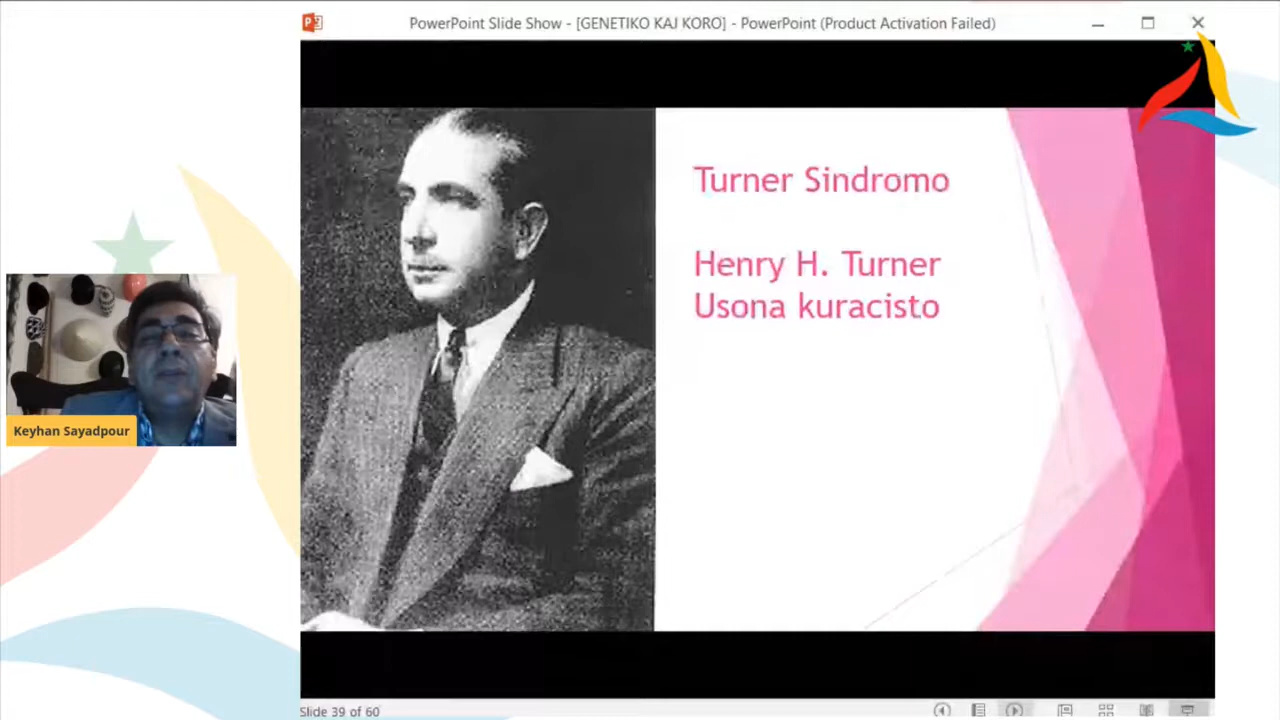 PowerPoint Slide Show - [GENETIKO KAJ KORO] - PowerPoint (Product Activation Failed)
Turner Sindromo
Henry H. Turner
Usona kuracisto
Keyhan Sayadpour
Slide 39 of 60